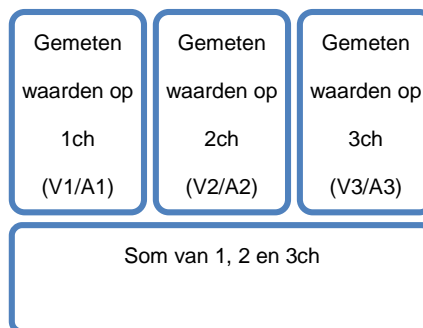 Gemeten
waarden op
1ch
(V1/A1)
Gemeten
waarden op
2ch
(V2/A2)
Gemeten
waarden op
3ch
(V3/A3)
Som van 1, 2 en 3ch